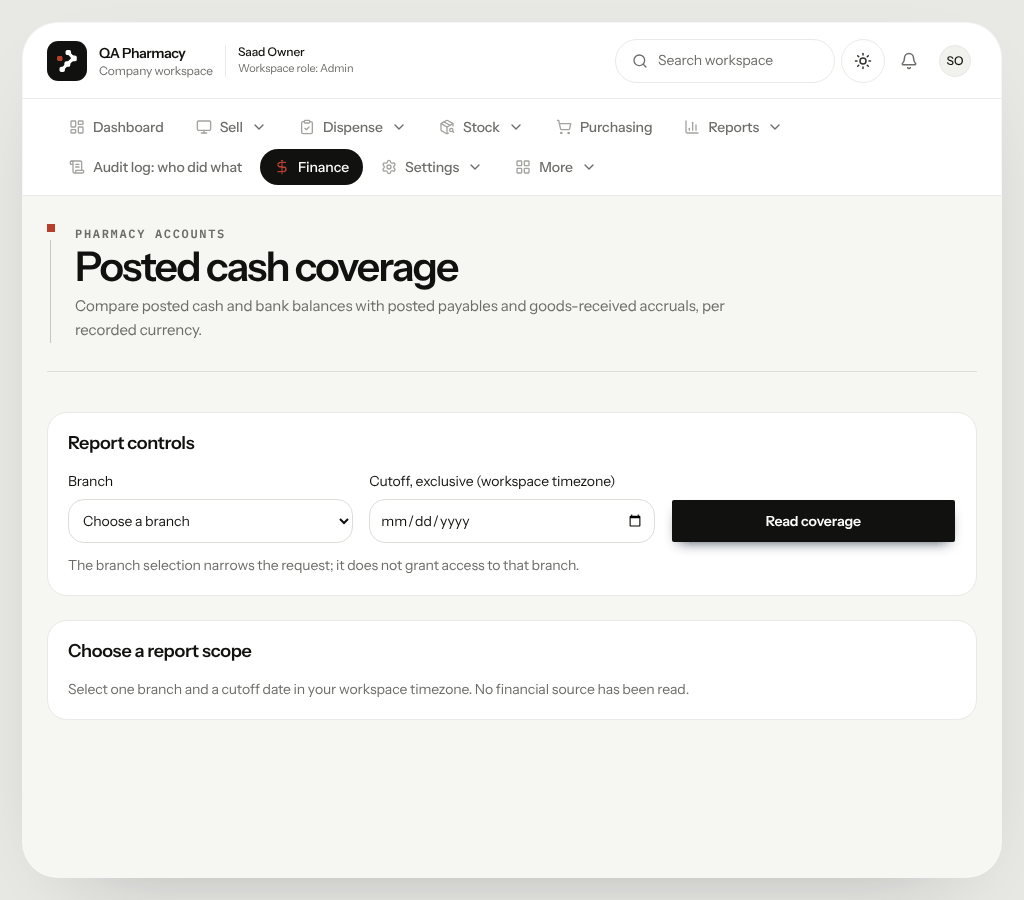 QA Pharmacy
Company workspace
Saad Owner
Workspace role: Admin
Search workspace
SO
Dashboard
Sell
Dispense
Stock
Purchasing
Reports
Audit log: who did what
Finance
Settings
More
PHARMACY ACCOUNTS
Posted cash coverage
Compare posted cash and bank balances with posted payables and goods-received accruals, per
recorded currency.
Report controls
Branch
Cutoff, exclusive (workspace timezone)
Choose a branch
mm/dd/yyyy
Read coverage
The branch selection narrows the request; it does not grant access to that branch.
Choose a report scope
Select one branch and a cutoff date in your workspace timezone. No financial source has been read.